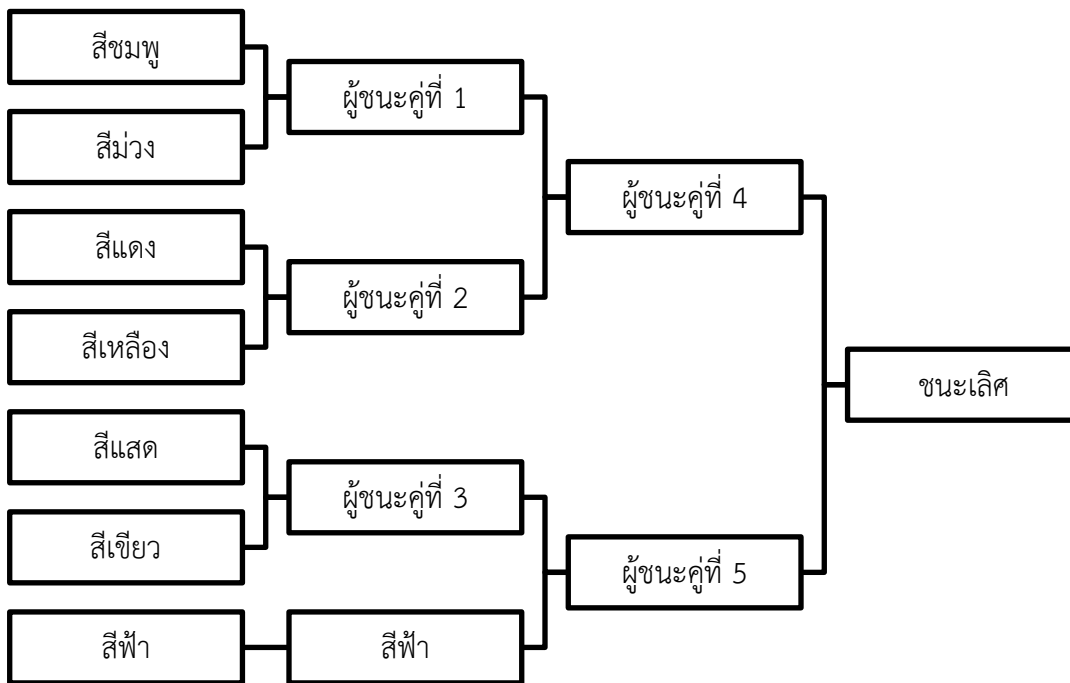 สีชมพู
สีม่วง
สีแดง
สีเหลือง
สีแสด
สีเขียว
สีฟ้า
ผู้ชนะคู่ที่ 1
ผู้ชนะคู่ที่ 2
ผู้ชนะคู่ที่ 3
สีฟ้า
ผู้ชนะคู่ที่ 4
ผู้ชนะคู่ที่ 5
ชนะเลิศ